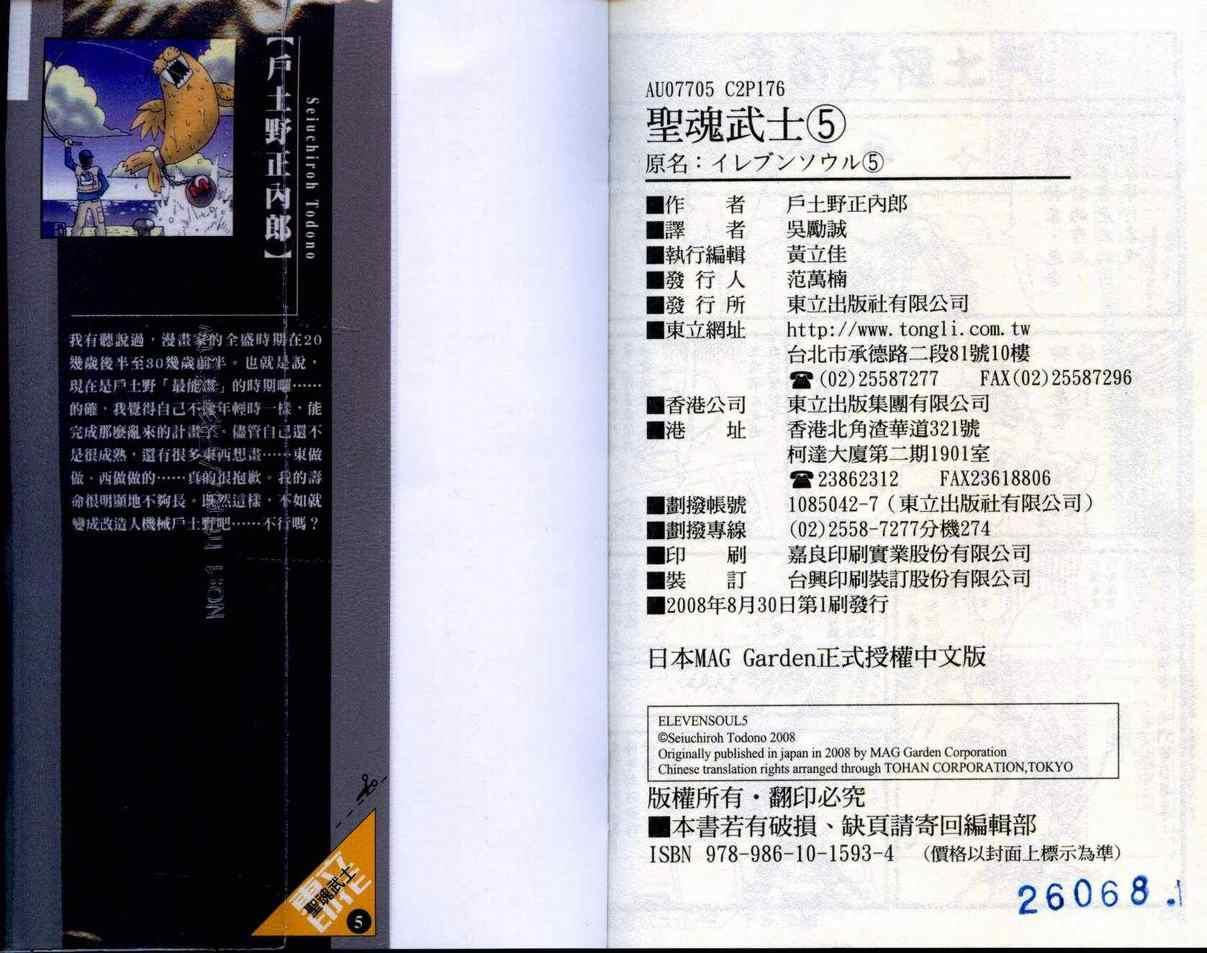 【戶土野正內郎】
Seiuchiroh Todono
我有聽說過，漫畫家的全盛時期在20
幾歲後半至30幾歲前半。也就是說，
現在是戶土野「最能畫」的時期囉……
的確，我覺得自己不像年輕時一樣，能
完成那麼亂來的計畫了。儘管自己還不
是很成熟，還有很多東西想畫……東做
做、西做做的……真的很抱歉。我的壽
命很明顯地不夠長。既然這樣，不如就
變成改造人機械戶土野吧……不行嗎？
東立
聖魂武士
TIME
5
AU07705 C2P176
聖魂武士⑤
原名：イレブンソウル⑤
■作　者　戶土野正內郎
■譯　者　吳勵誠
■執行編輯　黃立佳
■發 行 人　范萬楠
■發 行 所　東立出版社有限公司
■東立網址　http://www.tongli.com.tw
台北市承德路二段81號10樓
☎(02)25587277　FAX(02)25587296
■香港公司　東立出版集團有限公司
■港　址　香港北角渣華道321號
柯達大廈第二期1901室
☎23862312　FAX23618806
■劃撥帳號　1085042-7（東立出版社有限公司）
■劃撥專線　(02)2558-7277分機274
■印　刷　嘉良印刷實業股份有限公司
■裝　訂　台興印刷裝訂股份有限公司
■2008年8月30日第1刷發行
日本MAG Garden正式授權中文版
ELEVENSOUL5
©Seiuchiroh Todono 2008
Originally published in japan in 2008 by MAG Garden Corporation
Chinese translation rights arranged through TOHAN CORPORATION,TOKYO
版權所有・翻印必究
■本書若有破損、缺頁請寄回編輯部
ISBN 978-986-10-1593-4　（價格以封面上標示為準）
26068.1